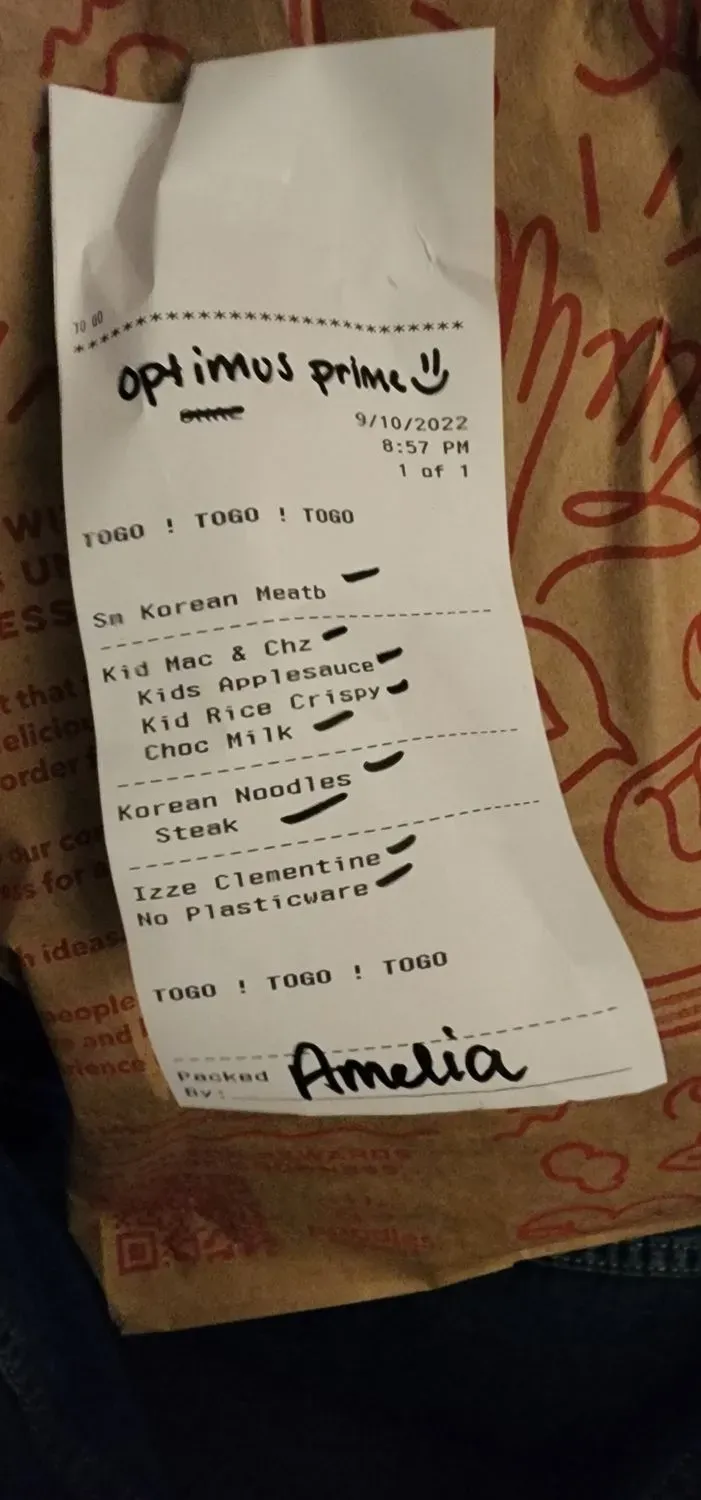 TO GO
*****************************
optimus prime
9/10/2022
8:57 PM
1 of 1
TOGO ! TOGO ! TOGO
Sm Korean Meatb
Kid Mac & Chz
Kids Applesauce
Kid Rice Crispy
Choc Milk
Korean Noodles
Steak
Izze Clementine
No Plasticware
TOGO ! TOGO ! TOGO
Packed
By:
Amelia